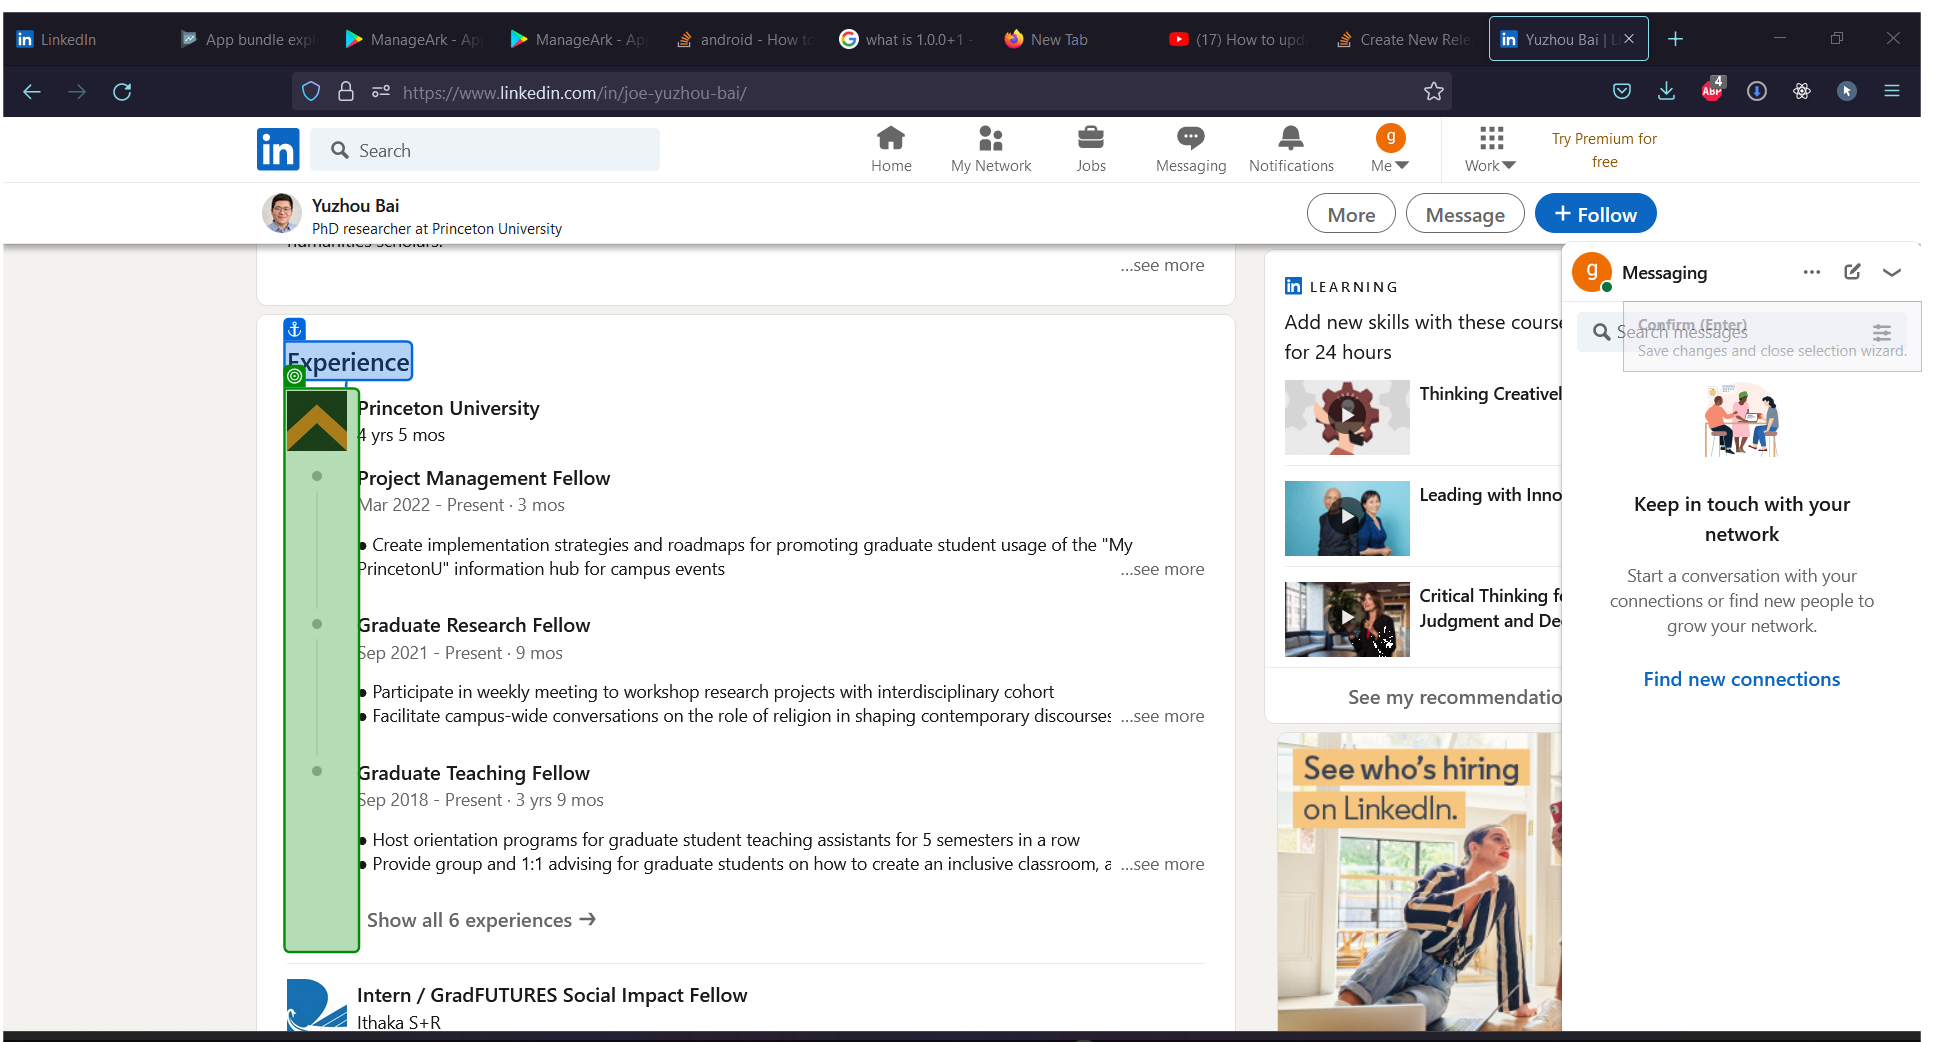 LinkedIn
App bundle exp
ManageArk - Ap
ManageArk - Ap
android - How to
what is 1.0.0+1 -
New Tab
(17) How to upd
Create New Rele
Yuzhou Bai | L
https://www.linkedin.com/in/joe-yuzhou-bai/
4
ABP
in
Search
Home
My Network
Jobs
Messaging
Notifications
g
Me
Work
Try Premium for
free
Yuzhou Bai
PhD researcher at Princeton University
More
Message
+ Follow
humanities scholars.
...see more
Experience
Princeton University
4 yrs 5 mos
Project Management Fellow
Mar 2022 - Present · 3 mos
● Create implementation strategies and roadmaps for promoting graduate student usage of the "My
PrincetonU" information hub for campus events
...see more
Graduate Research Fellow
Sep 2021 - Present · 9 mos
● Participate in weekly meeting to workshop research projects with interdisciplinary cohort
● Facilitate campus-wide conversations on the role of religion in shaping contemporary discourses
...see more
Graduate Teaching Fellow
Sep 2018 - Present · 3 yrs 9 mos
● Host orientation programs for graduate student teaching assistants for 5 semesters in a row
● Provide group and 1:1 advising for graduate students on how to create an inclusive classroom, a
...see more
Show all 6 experiences →
Intern / GradFUTURES Social Impact Fellow
Ithaka S+R
in LEARNING
Add new skills with these course
for 24 hours
Thinking Creativel
Leading with Inno
Critical Thinking f
Judgment and De
See my recommendatio
See who's hiring
on LinkedIn.
g
Messaging
Search messages
Confirm (Enter)
Save changes and close selection wizard.
Keep in touch with your
network
Start a conversation with your
connections or find new people to
grow your network.
Find new connections